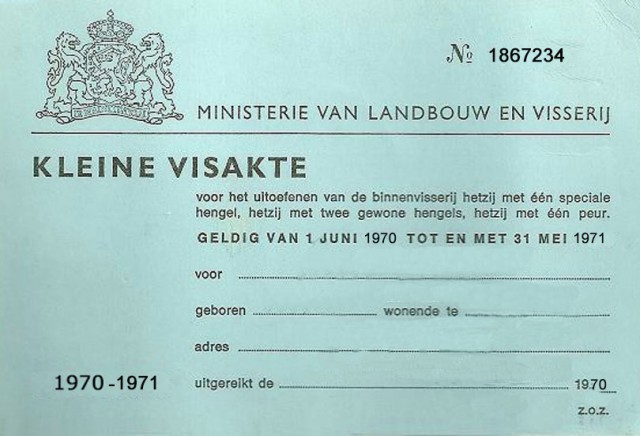 № 1867234
MINISTERIE VAN LANDBOUW EN VISSERIJ
KLEINE VISAKTE
voor het uitoefenen van de binnenvisserij hetzij met één speciale
hengel, hetzij met twee gewone hengels, hetzij met één peur.
GELDIG VAN 1 JUNI 1970 TOT EN MET 31 MEI 1971
voor
geboren wonende te
adres
1970-1971 uitgereikt de 1970
z.o.z.